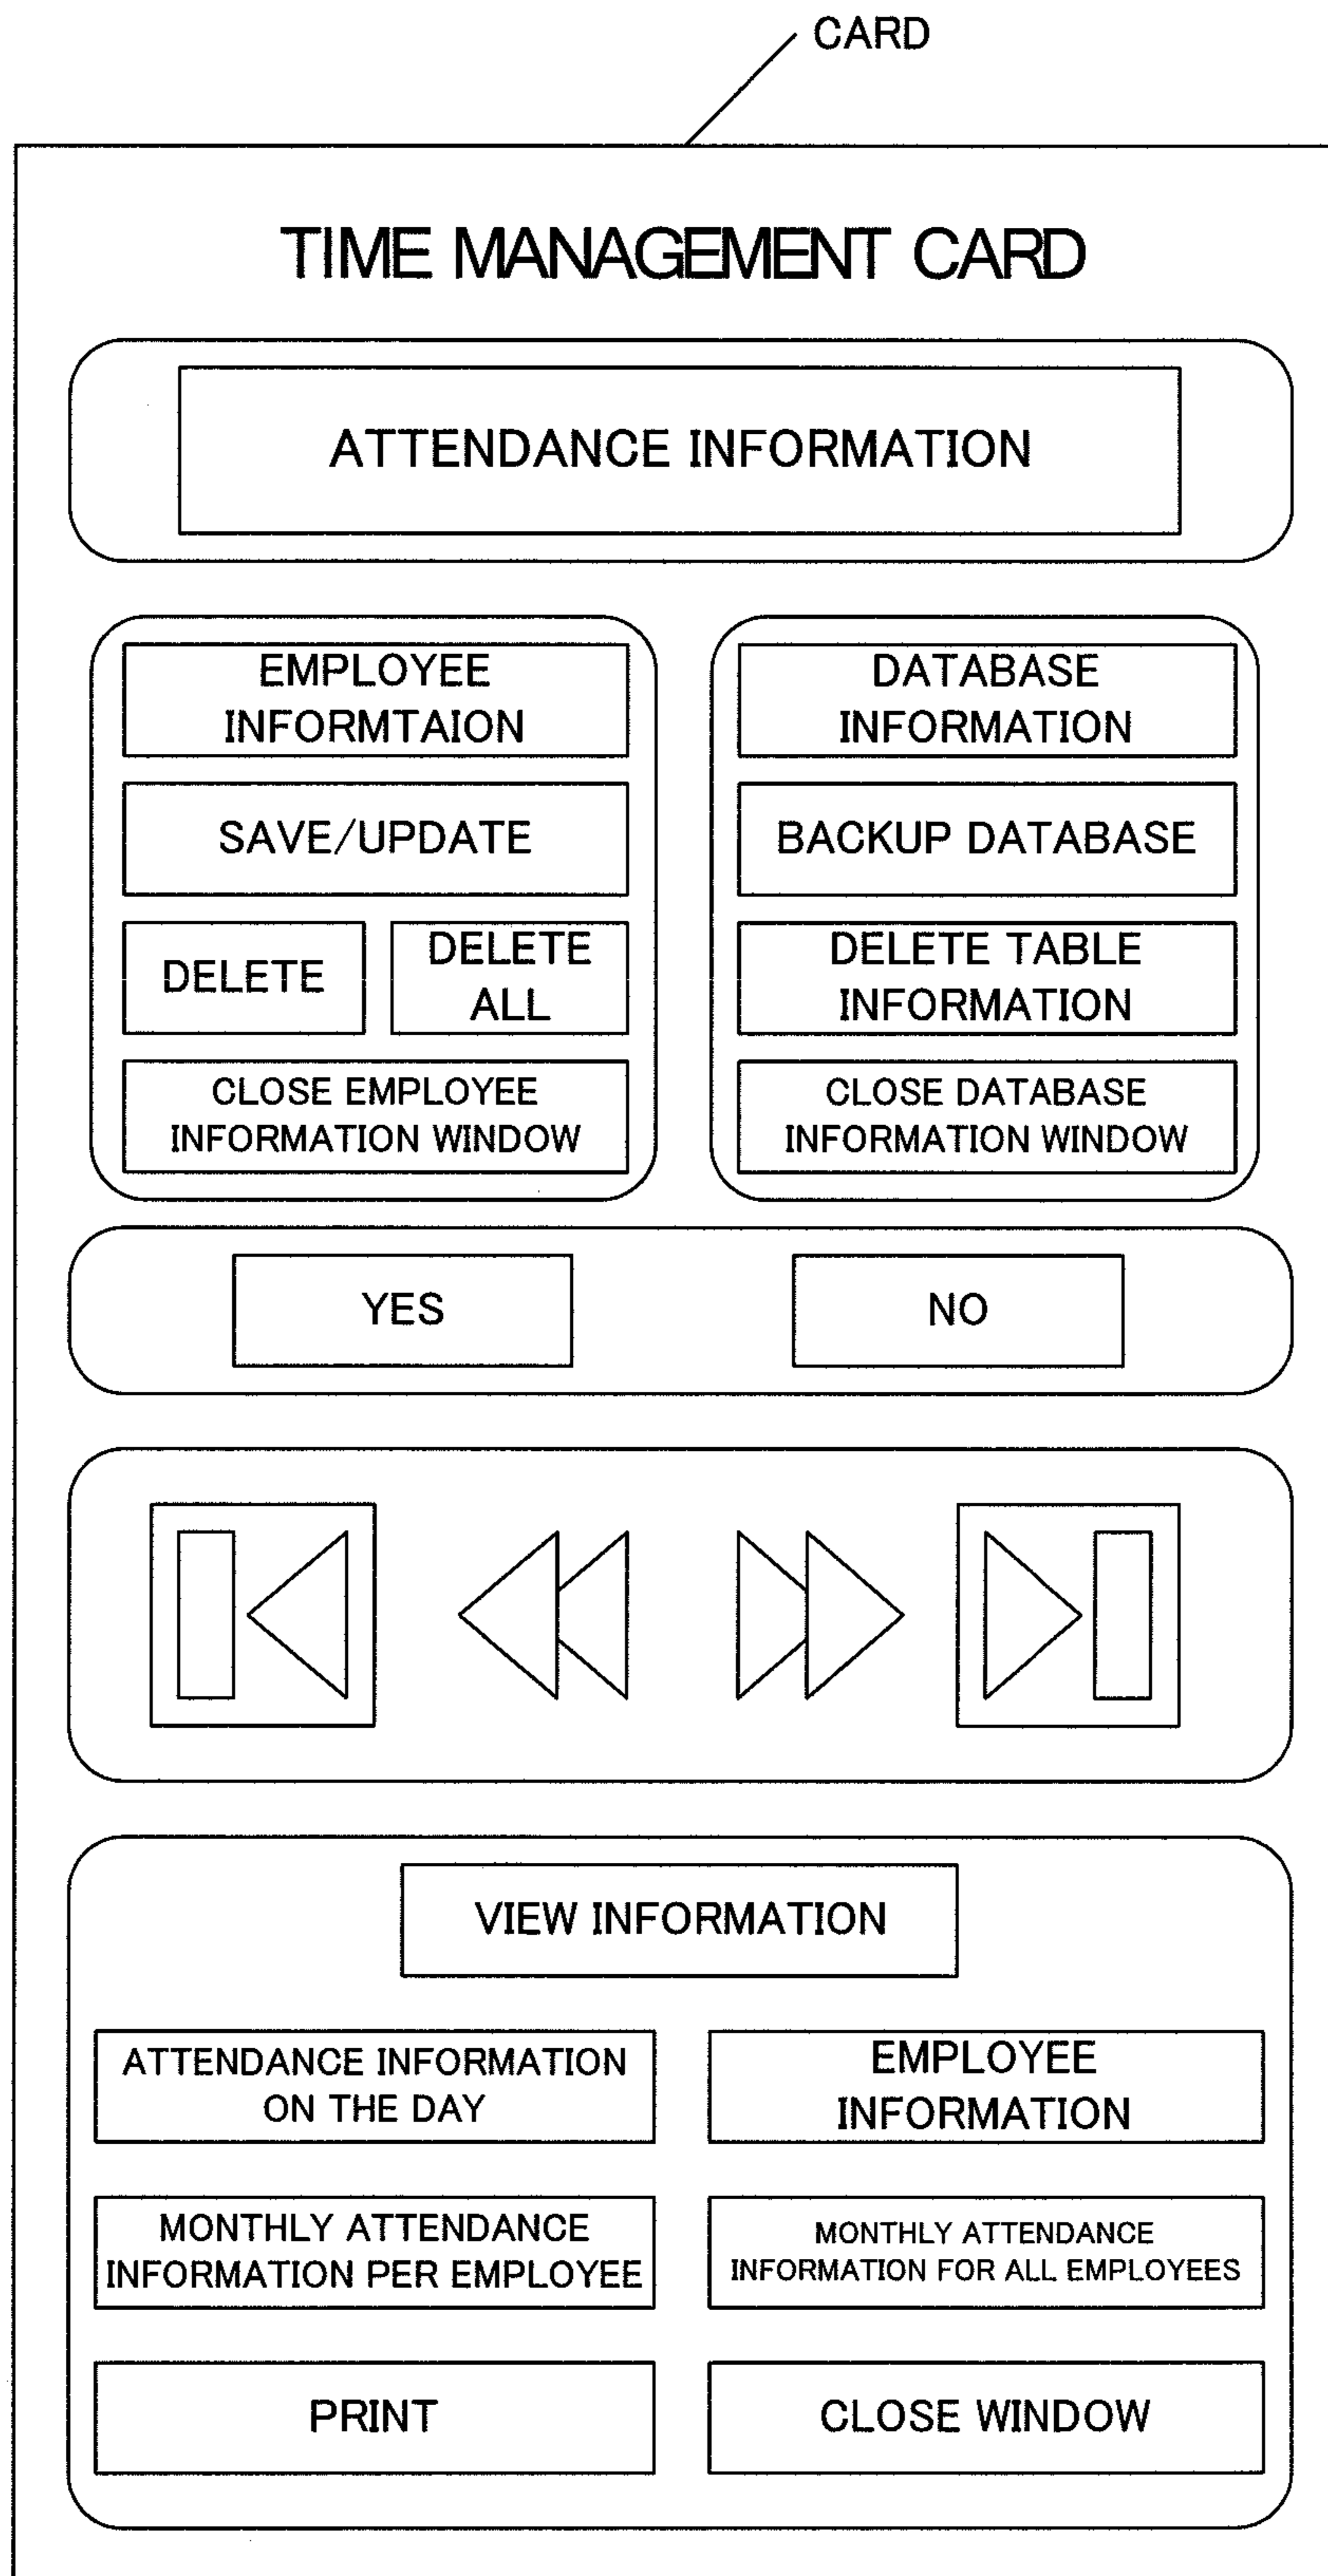 CARD
TIME MANAGEMENT CARD
ATTENDANCE INFORMATION
EMPLOYEE
INFORMTAION
SAVE/UPDATE
DELETE
DELETE
ALL
CLOSE EMPLOYEE
INFORMATION WINDOW
DATABASE
INFORMATION
BACKUP DATABASE
DELETE TABLE
INFORMATION
CLOSE DATABASE
INFORMATION WINDOW
YES
NO
VIEW INFORMATION
ATTENDANCE INFORMATION
ON THE DAY
EMPLOYEE
INFORMATION
MONTHLY ATTENDANCE
INFORMATION PER EMPLOYEE
MONTHLY ATTENDANCE
INFORMATION FOR ALL EMPLOYEES
PRINT
CLOSE WINDOW